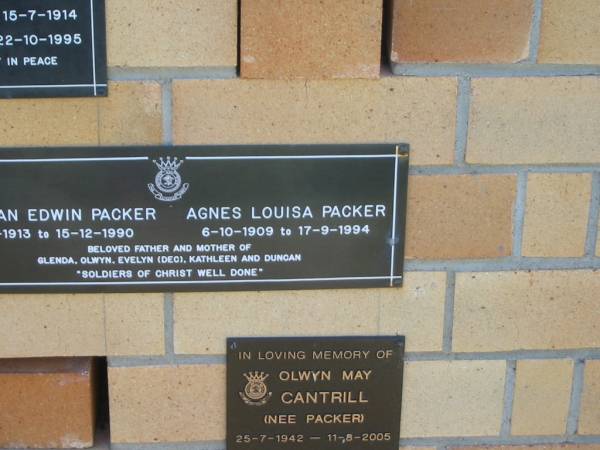 15-7-1914
22-10-1995
IN PEACE
EDWIN PACKER AGNES LOUISA PACKER
-1913 to 15-12-1990 6-10-1909 to 17-9-1994
BELOVED FATHER AND MOTHER OF
GLENDA, OLWYN, EVELYN (DEC), KATHLEEN AND DUNCAN
"SOLDIERS OF CHRIST WELL DONE"
IN LOVING MEMORY OF
OLWYN MAY
CANTRILL
(NEE PACKER)
25-7-1942 — 11-8-2005